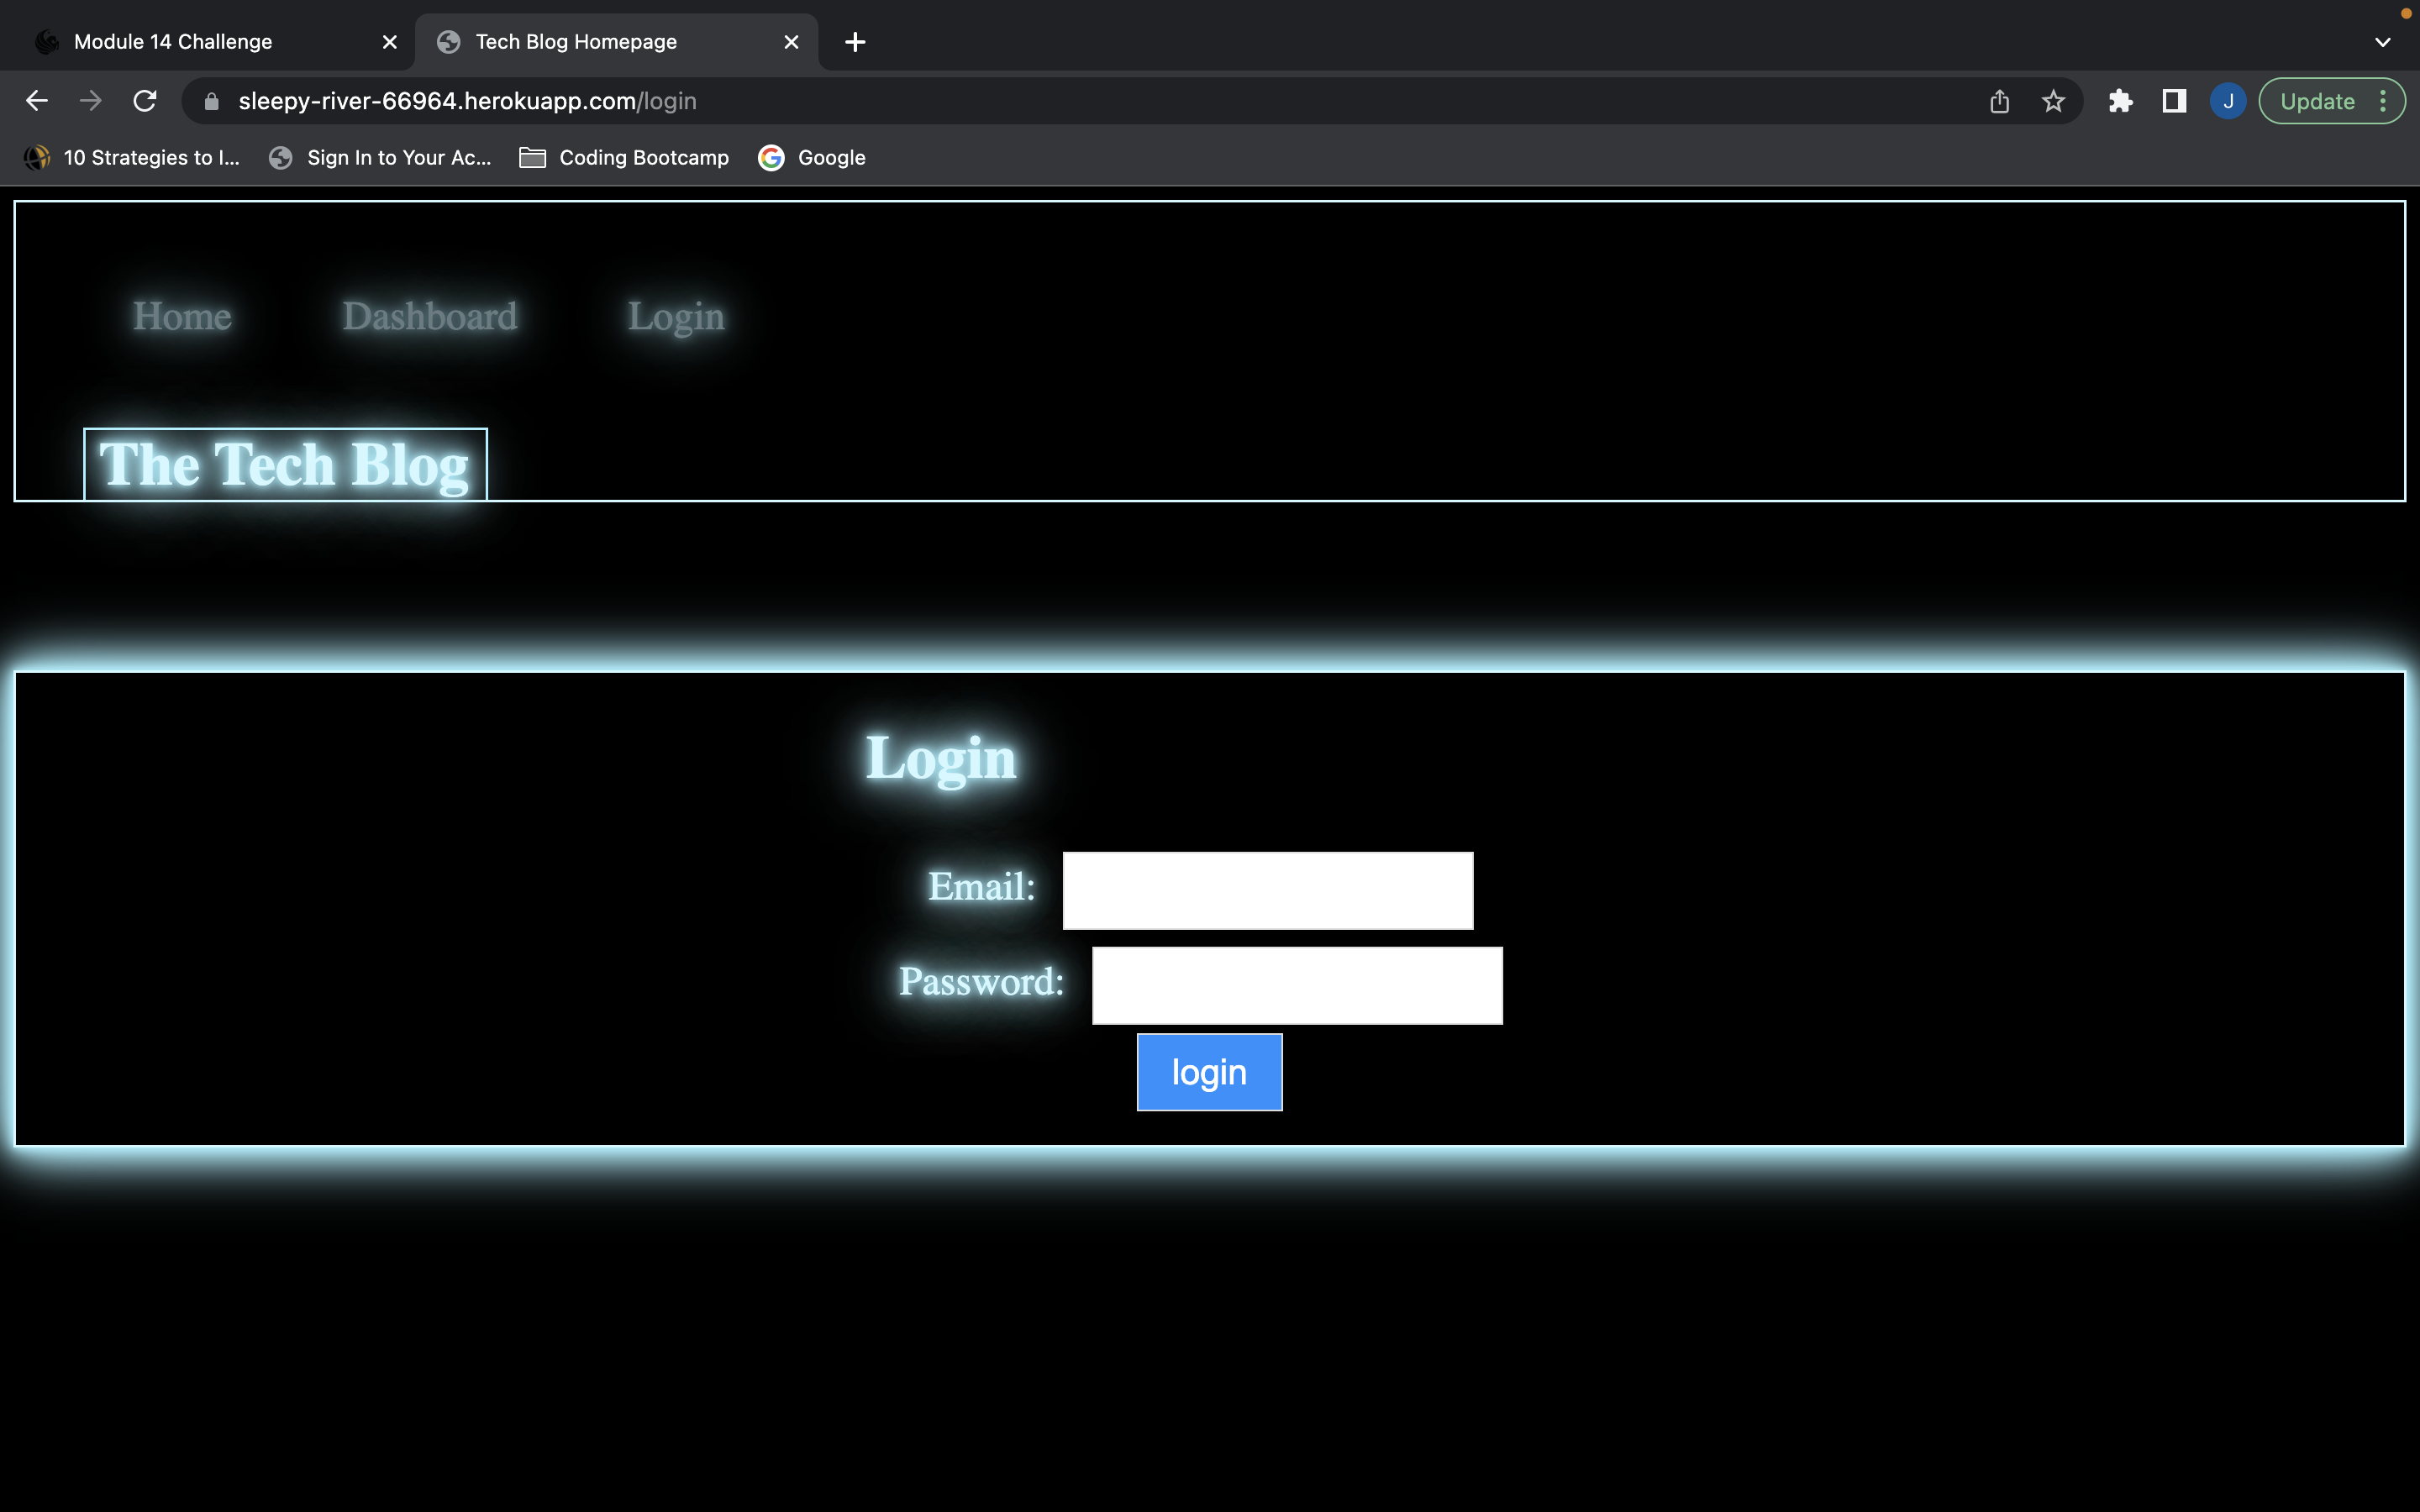 Module 14 Challenge
Tech Blog Homepage
sleepy-river-66964.herokuapp.com/login
J
Update
10 Strategies to I...
Sign In to Your Ac...
Coding Bootcamp
Google
Home Dashboard Login
The Tech Blog
Login
Email:
Password:
login